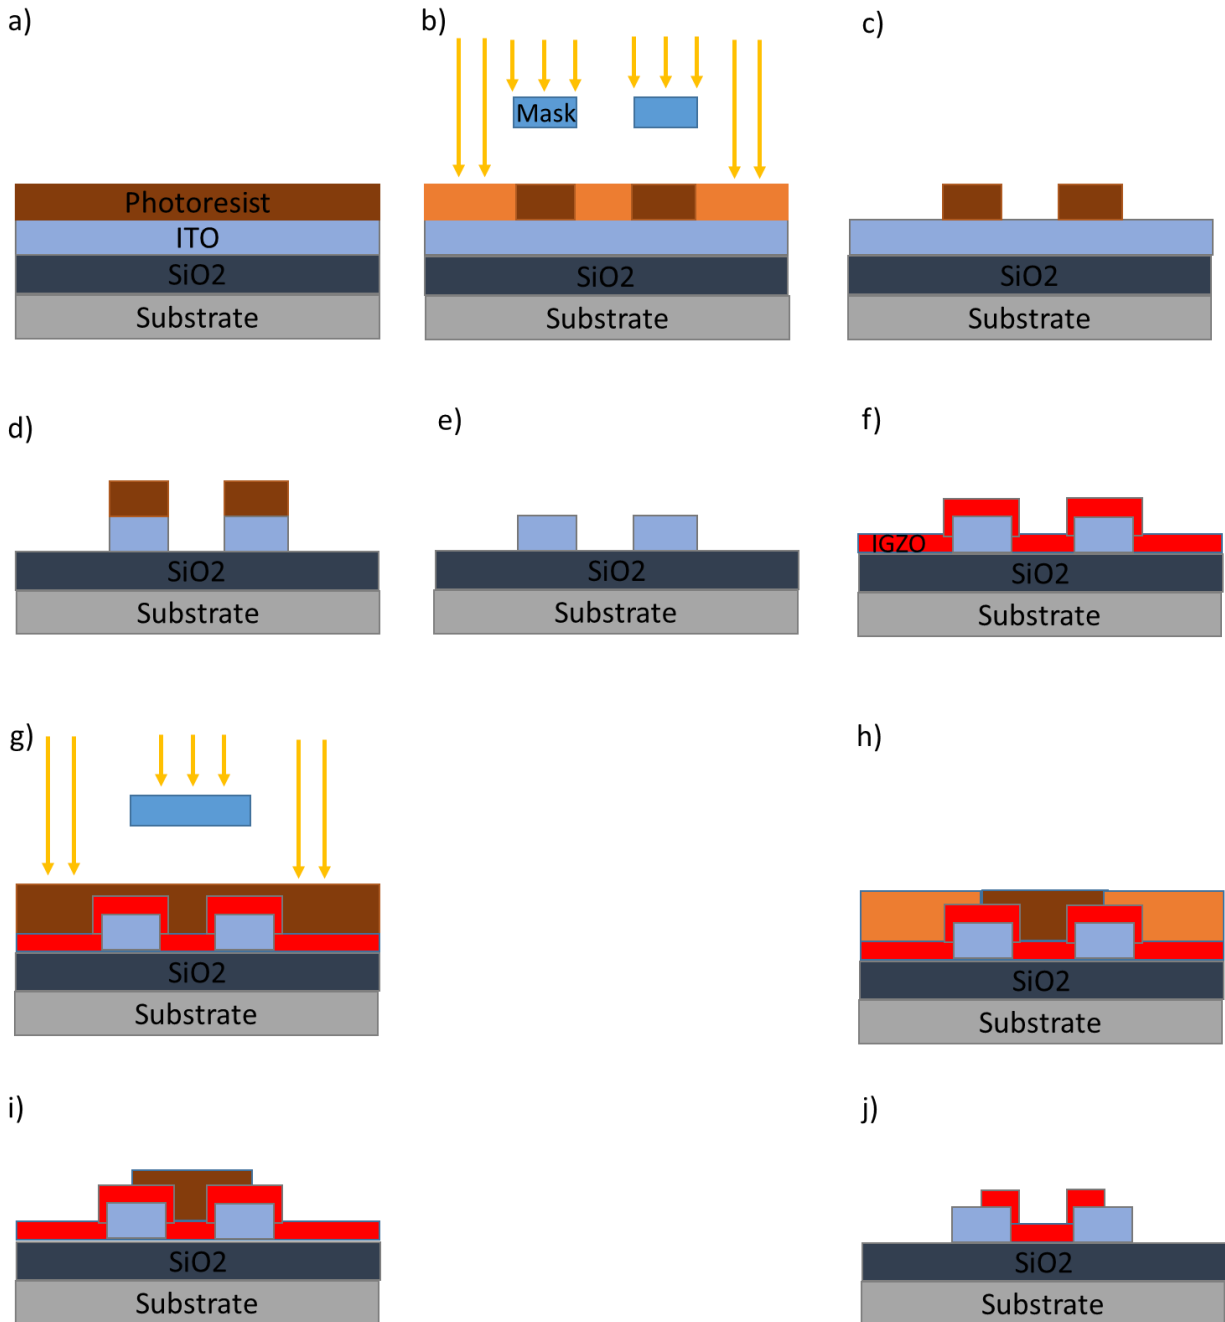 a)
b)
c)
Mask
Photoresist
ITO
SiO2
Substrate
SiO2
Substrate
SiO2
Substrate
d)
e)
f)
SiO2
Substrate
SiO2
Substrate
IGZO
SiO2
Substrate
g)
h)
SiO2
Substrate
SiO2
Substrate
i)
j)
SiO2
Substrate
SiO2
Substrate